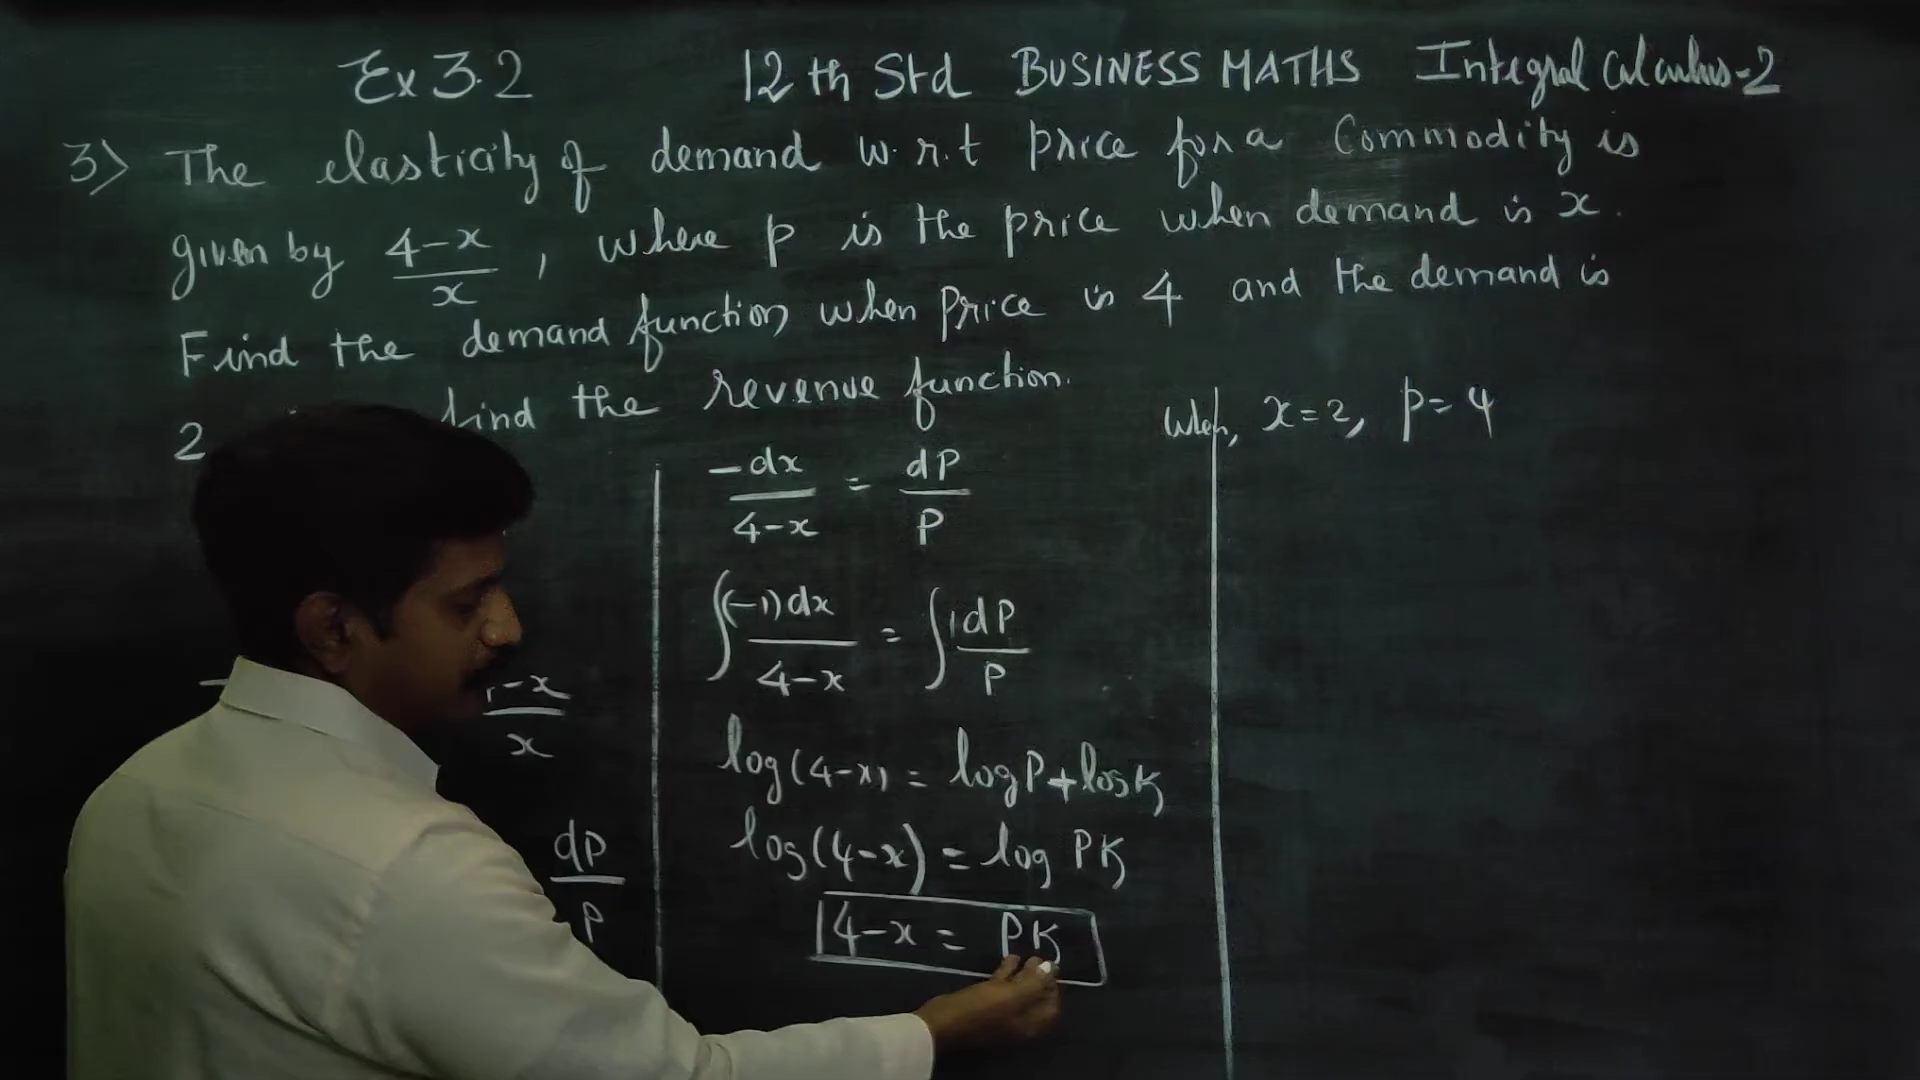 Ex 3.2 12th Std BUSINESS MATHS Integral Calculus-2
3) The elasticity of demand w.r.t price for a Commodity is
given by (4-x)/x, where p is the price when demand is x.
Find the demand function when Price is 4 and the demand is
2 find the revenue function.
When, x=2, p=4
-dx/(4-x) = dP/P
∫(-1)dx/(4-x) = ∫1dP/P
-x/x
log(4-x) = logP+logK
dP/P
log(4-x) = log PK
4-x = PK